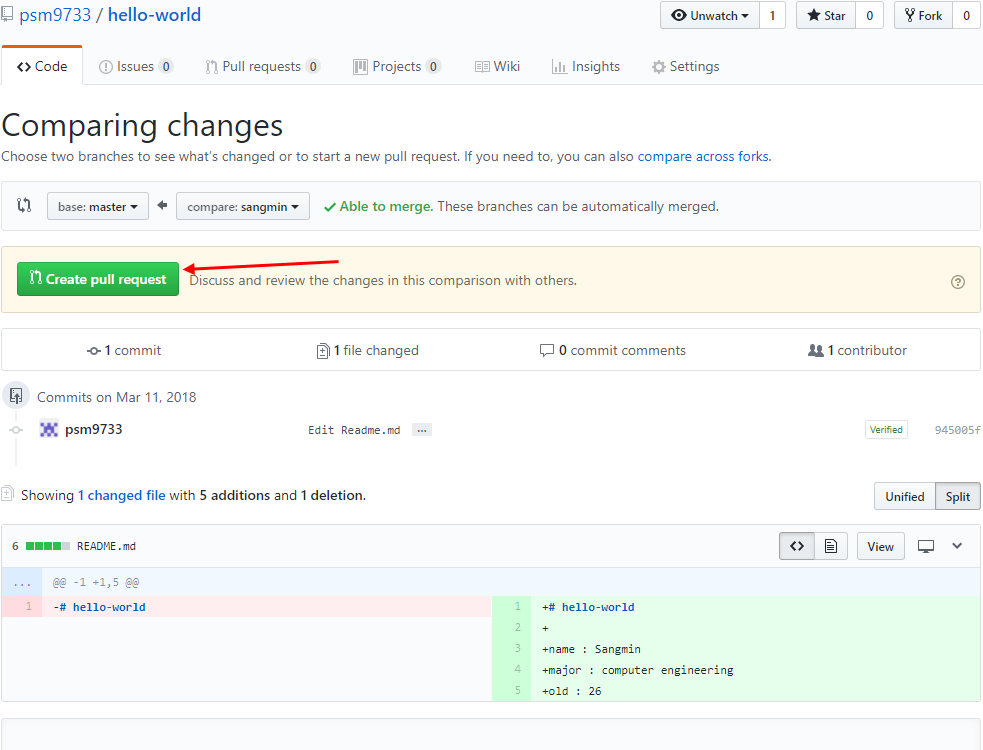 psm9733 / hello-world
Unwatch 1 Star 0 Fork 0
Code Issues 0 Pull requests 0 Projects 0 Wiki Insights Settings
Comparing changes
Choose two branches to see what's changed or to start a new pull request. If you need to, you can also compare across forks.
base: master compare: sangmin Able to merge. These branches can be automatically merged.
Create pull request Discuss and review the changes in this comparison with others.
1 commit 1 file changed 0 commit comments 1 contributor
Commits on Mar 11, 2018
psm9733 Edit Readme.md ... Verified 945005f
Showing 1 changed file with 5 additions and 1 deletion.
Unified Split
6 README.md View
... @@ -1 +1,5 @@
1 -# hello-world 1 +# hello-world
2 +
3 +name : Sangmin
4 +major : computer engineering
5 +old : 26